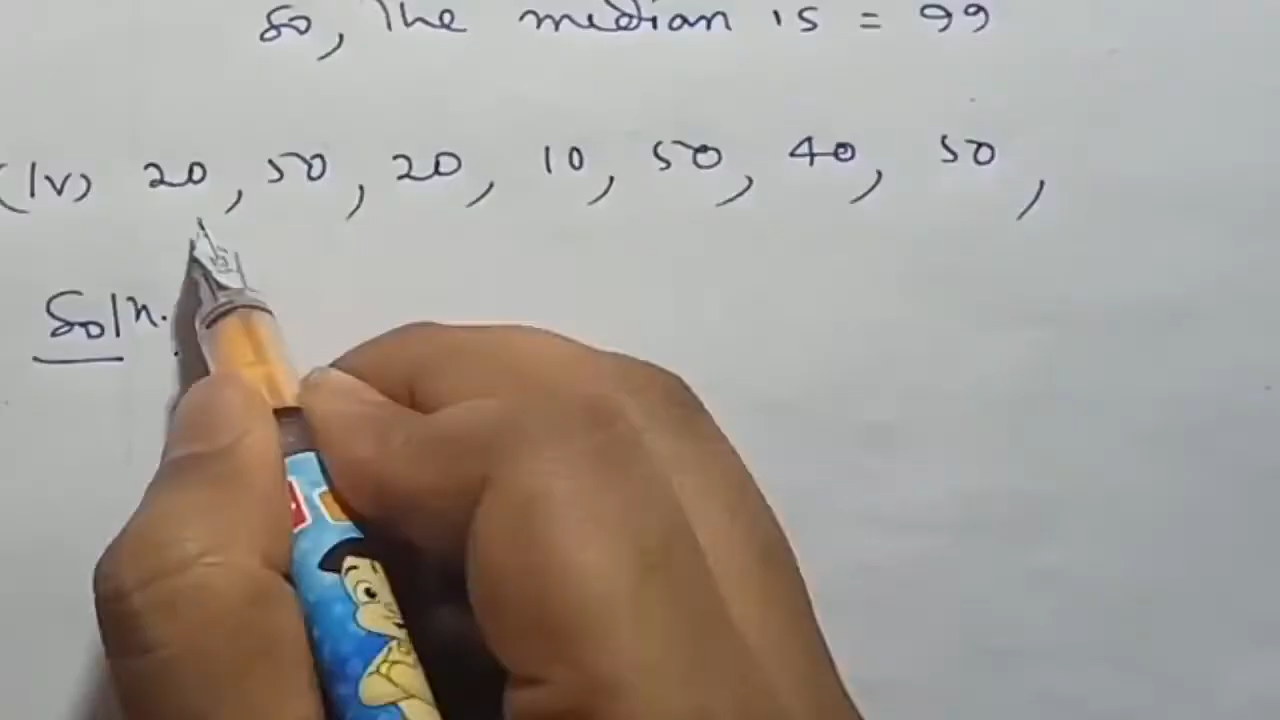 So, The median is = 99
(iv) 20, 50, 20, 10, 50, 40, 50,
Soln.